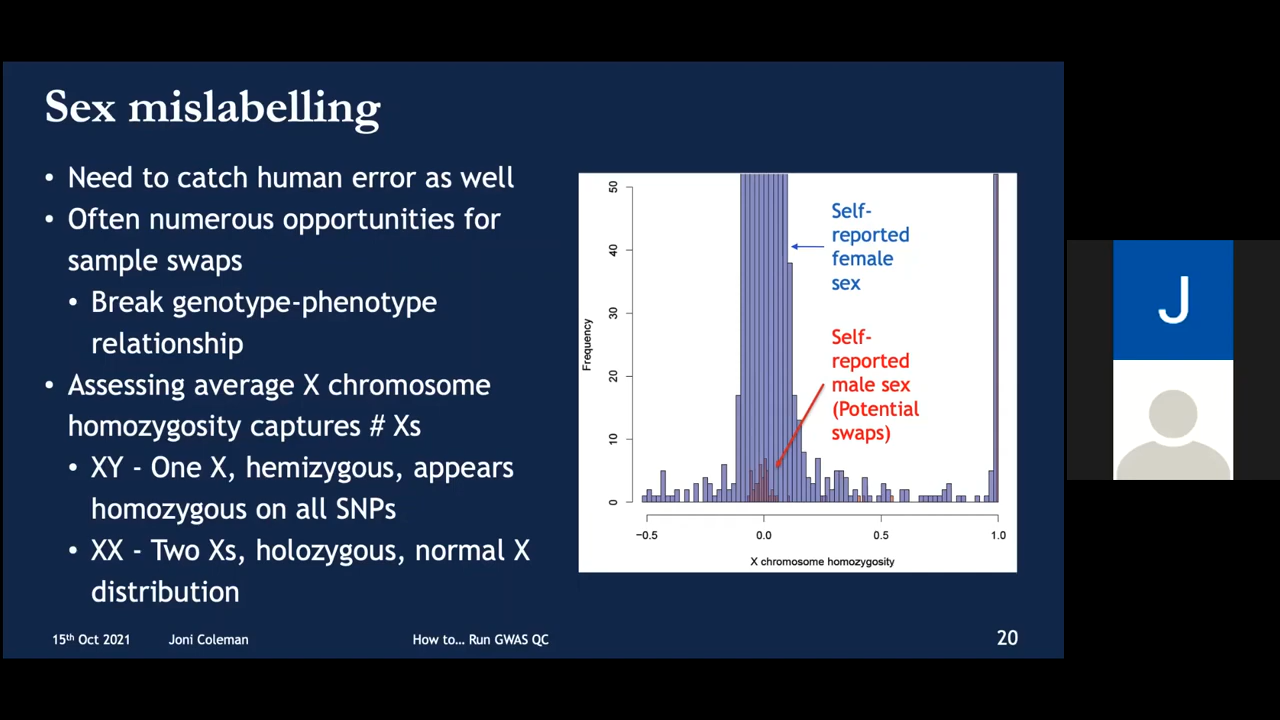 Sex mislabelling
• Need to catch human error as well
• Often numerous opportunities for
sample swaps
• Break genotype-phenotype
relationship
• Assessing average X chromosome
homozygosity captures # Xs
• XY - One X, hemizygous, appears
homozygous on all SNPs
• XX - Two Xs, holozygous, normal X
distribution
Frequency
50
40
30
20
10
0
−0.5
0.0
0.5
1.0
X chromosome homozygosity
Self-
reported
female
sex
Self-
reported
male sex
(Potential
swaps)
15th Oct 2021
Joni Coleman
How to... Run GWAS QC
20
J